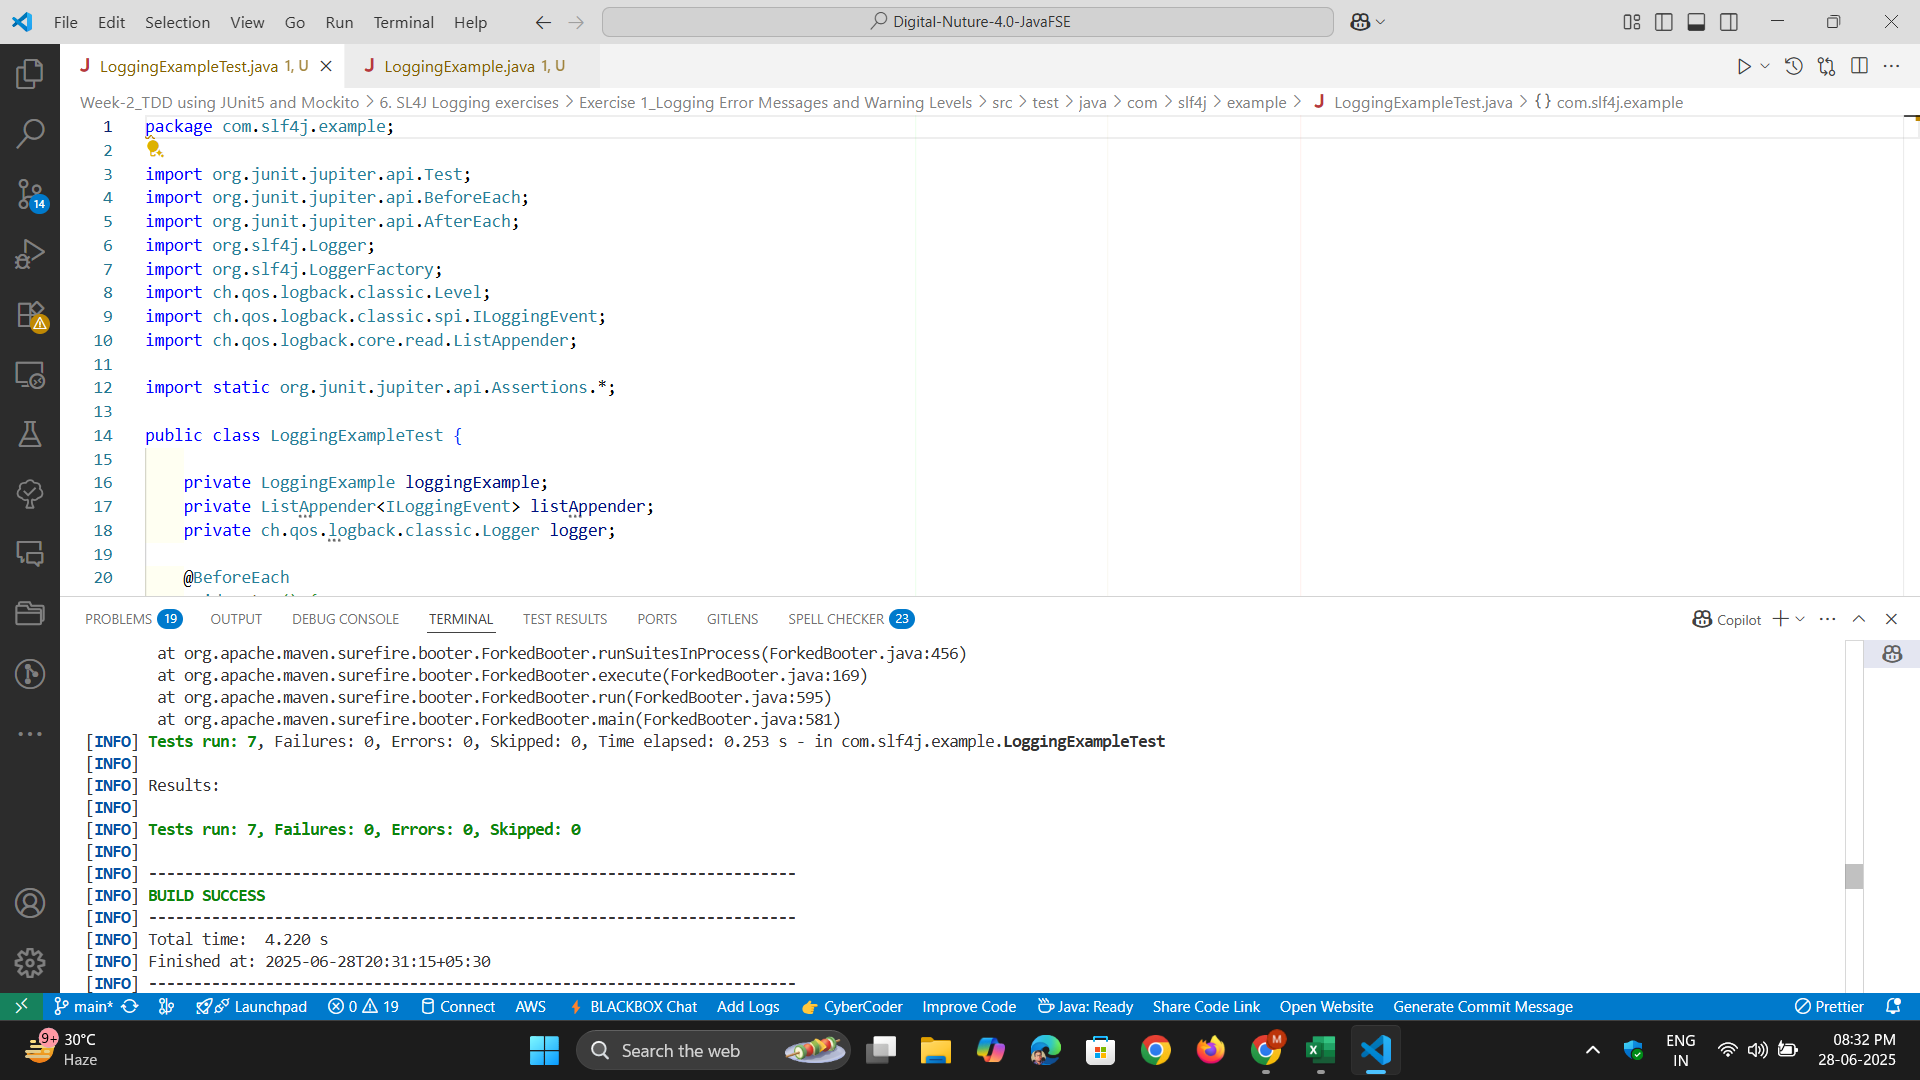 File Edit Selection View Go Run Terminal Help
Digital-Nuture-4.0-JavaFSE
J LoggingExampleTest.java 1, U
J LoggingExample.java 1, U
Week-2_TDD using JUnit5 and Mockito > 6. SL4J Logging exercises > Exercise 1_Logging Error Messages and Warning Levels > src > test > java > com > slf4j > example > J LoggingExampleTest.java > {} com.slf4j.example
1 package com.slf4j.example;
2
3 import org.junit.jupiter.api.Test;
4 import org.junit.jupiter.api.BeforeEach;
5 import org.junit.jupiter.api.AfterEach;
6 import org.slf4j.Logger;
7 import org.slf4j.LoggerFactory;
8 import ch.qos.logback.classic.Level;
9 import ch.qos.logback.classic.spi.ILoggingEvent;
10 import ch.qos.logback.core.read.ListAppender;
11
12 import static org.junit.jupiter.api.Assertions.*;
13
14 public class LoggingExampleTest {
15
16 private LoggingExample loggingExample;
17 private ListAppender<ILoggingEvent> listAppender;
18 private ch.qos.logback.classic.Logger logger;
19
20 @BeforeEach
14
PROBLEMS 19 OUTPUT DEBUG CONSOLE TERMINAL TEST RESULTS PORTS GITLENS SPELL CHECKER 23
Copilot
at org.apache.maven.surefire.booter.ForkedBooter.runSuitesInProcess(ForkedBooter.java:456)
at org.apache.maven.surefire.booter.ForkedBooter.execute(ForkedBooter.java:169)
at org.apache.maven.surefire.booter.ForkedBooter.run(ForkedBooter.java:595)
at org.apache.maven.surefire.booter.ForkedBooter.main(ForkedBooter.java:581)
[INFO] Tests run: 7, Failures: 0, Errors: 0, Skipped: 0, Time elapsed: 0.253 s - in com.slf4j.example.LoggingExampleTest
[INFO]
[INFO] Results:
[INFO]
[INFO] Tests run: 7, Failures: 0, Errors: 0, Skipped: 0
[INFO]
[INFO] ------------------------------------------------------------------------
[INFO] BUILD SUCCESS
[INFO] ------------------------------------------------------------------------
[INFO] Total time:  4.220 s
[INFO] Finished at: 2025-06-28T20:31:15+05:30
[INFO] ------------------------------------------------------------------------
main* Launchpad 0 19 Connect AWS BLACKBOX Chat Add Logs CyberCoder Improve Code Java: Ready Share Code Link Open Website Generate Commit Message Prettier
9+ 30°C
Haze
Search the web
M
ENG
IN
08:32 PM
28-06-2025